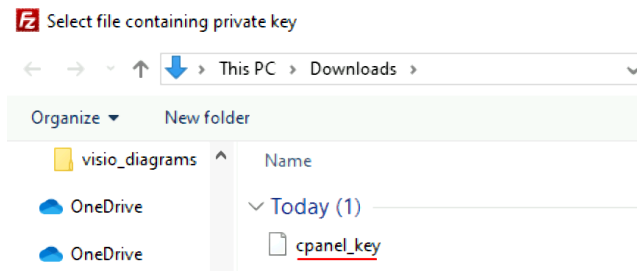 Select file containing private key
This PC > Downloads >
Organize New folder
visio_diagrams
Name
OneDrive
Today (1)
OneDrive
cpanel_key